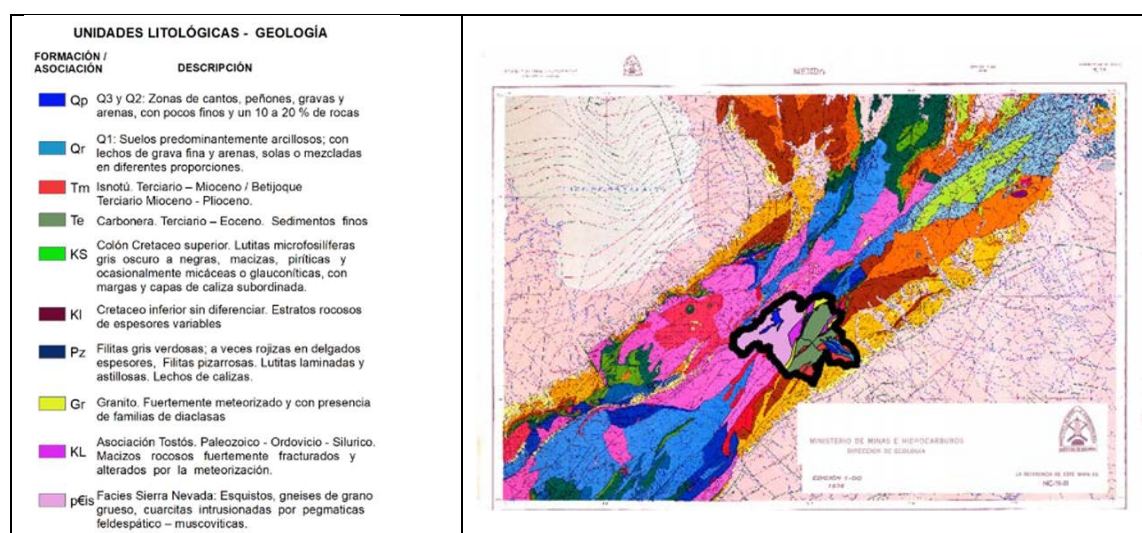 UNIDADES LITOLÓGICAS - GEOLOGÍA
FORMACIÓN /
ASOCIACIÓN
DESCRIPCIÓN
Qp Q3 y Q2: Zonas de cantos, peñones, gravas y
arenas, con pocos finos y un 10 a 20 % de rocas
Qr Q1: Suelos predominantemente arcillosos; con
lechos de grava fina y arenas, solas o mezcladas
en diferentes proporciones.
Tm Isnotú. Terciario – Mioceno / Betijoque
Terciario Mioceno - Plioceno.
Te Carbonera. Terciario – Eoceno. Sedimentos finos
KS Colón Cretaceo superior. Lutitas microfosilíferas
gris oscuro a negras, macizas, piríticas y
ocasionalmente micáceas o glauconíticas, con
margas y capas de caliza subordinada.
KI Cretaceo inferior sin diferenciar. Estratos rocosos
de espesores variables
Pz Filitas gris verdosas; a veces rojizas en delgados
espesores, Filitas pizarrosas. Lutitas laminadas y
astillosas. Lechos de calizas.
Gr Granito. Fuertemente meteorizado y con presencia
de familias de diaclasas
KL Asociación Tostós. Paleozoico - Ordovicio - Silurico.
Macizos rocosos fuertemente fracturados y
alterados por la meteorización.
p€is Facies Sierra Nevada: Esquistos, gneises de grano
grueso, cuarcitas intrusionadas por pegmaticas
feldespático – muscoviticas.
MINISTERIO DE MINAS E HIDROCARBUROS
DIRECCION DE GEOLOGIA
EDICION 1-DG